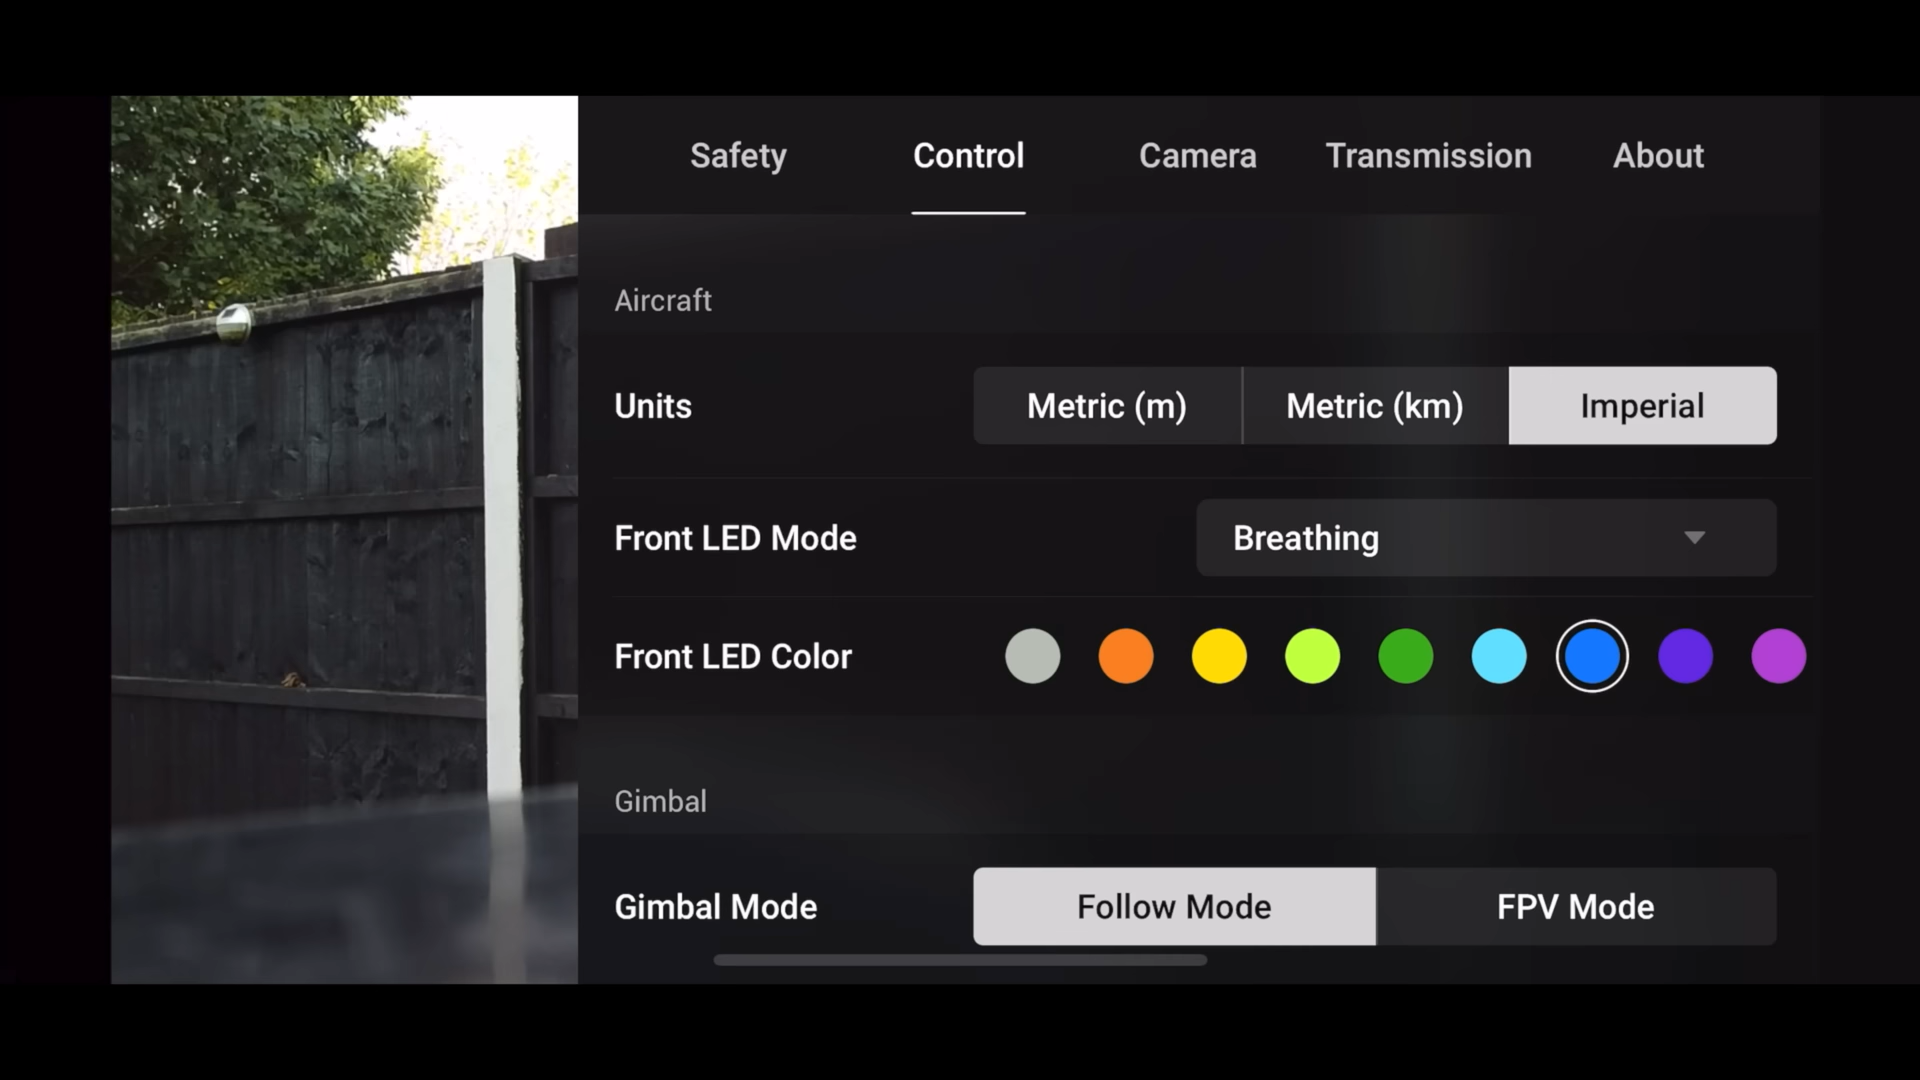 Safety Control Camera Transmission About
Aircraft
Units Metric (m) Metric (km) Imperial
Front LED Mode Breathing
Front LED Color
Gimbal
Gimbal Mode Follow Mode FPV Mode